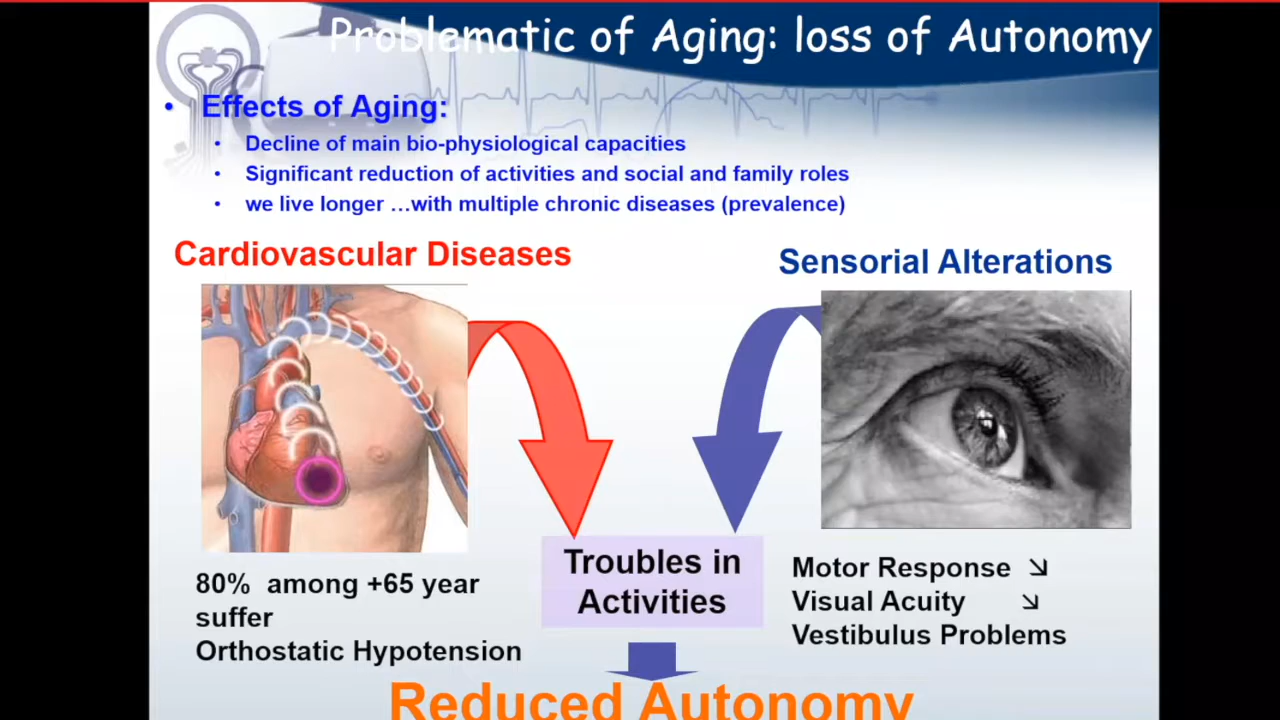 Problematic of Aging: loss of Autonomy
• Effects of Aging:
• Decline of main bio-physiological capacities
• Significant reduction of activities and social and family roles
• we live longer …with multiple chronic diseases (prevalence)
Cardiovascular Diseases
Sensorial Alterations
80% among +65 year
suffer
Orthostatic Hypotension
Troubles in
Activities
Motor Response ↘
Visual Acuity ↘
Vestibulus Problems
Reduced Autonomy